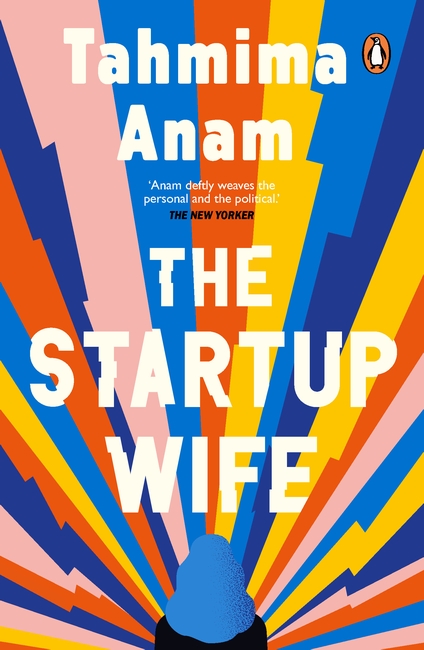 Tahmima
Anam
‘Anam deftly weaves the
personal and the political.’
THE NEW YORKER
THE
STARTUP
WIFE